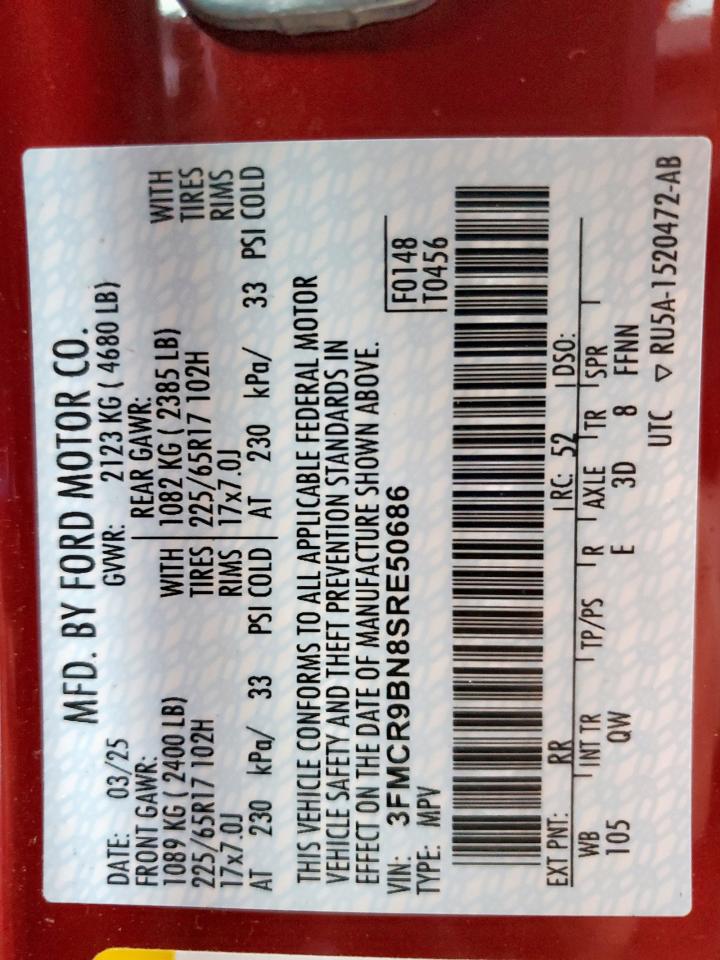 MFD. BY FORD MOTOR CO.
DATE: 03/25 GVWR: 2123 KG ( 4680 LB)
FRONT GAWR: REAR GAWR:
1089 KG ( 2400 LB) WITH 1082 KG ( 2385 LB) WITH
225/65R17 102H TIRES 225/65R17 102H TIRES
17x7.0J RIMS 17x7.0J RIMS
AT 230 kPa/ 33 PSI COLD AT 230 kPa/ 33 PSI COLD
THIS VEHICLE CONFORMS TO ALL APPLICABLE FEDERAL MOTOR
VEHICLE SAFETY AND THEFT PREVENTION STANDARDS IN
EFFECT ON THE DATE OF MANUFACTURE SHOWN ABOVE.
VIN: 3FMCR9BN8SRE50686 F0148
TYPE: MPV T0456
EXT PNT: RR RC: 52 DSO:
WB INT TR TP/PS R AXLE TR SPR
105 QW E 3D 8 FFNN
UTC ▽ RU5A-1520472-AB